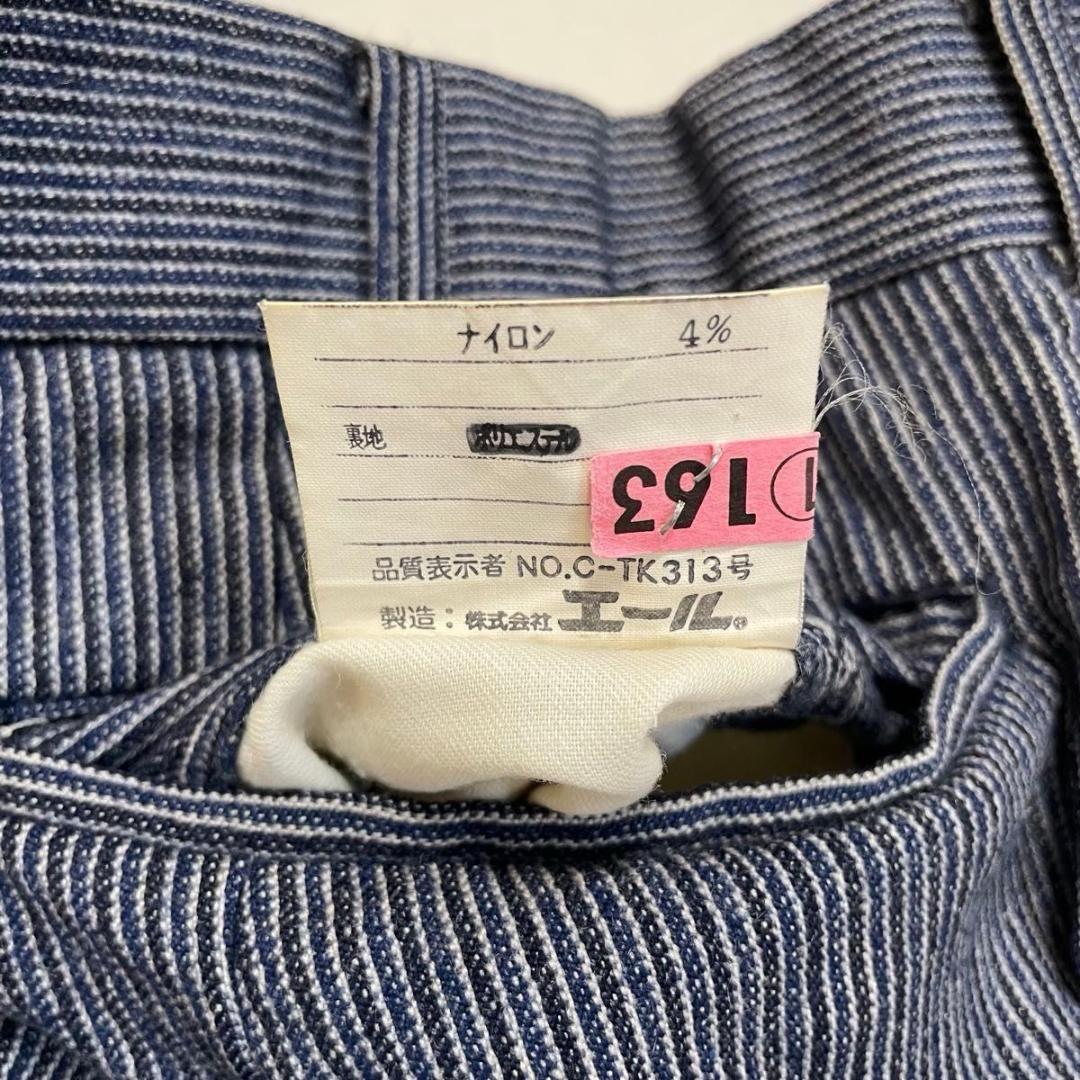 ナイロン 4%
裏地 ポリエステル
163
品質表示者 NO.C-TK313号
製造：株式会社 エール®